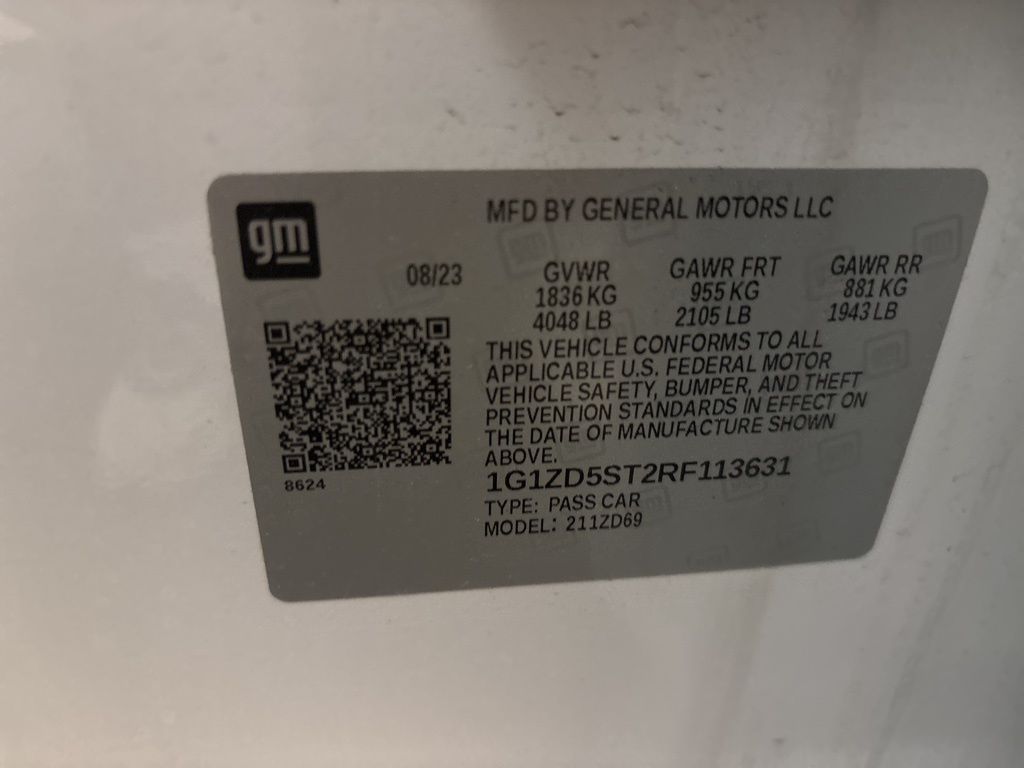 gm
MFD BY GENERAL MOTORS LLC
08/23 GVWR GAWR FRT GAWR RR
1836 KG 955 KG 881 KG
4048 LB 2105 LB 1943 LB
THIS VEHICLE CONFORMS TO ALL
APPLICABLE U.S. FEDERAL MOTOR
VEHICLE SAFETY, BUMPER, AND THEFT
PREVENTION STANDARDS IN EFFECT ON
THE DATE OF MANUFACTURE SHOWN
ABOVE.
1G1ZD5ST2RF113631
8624
TYPE: PASS CAR
MODEL: 211ZD69